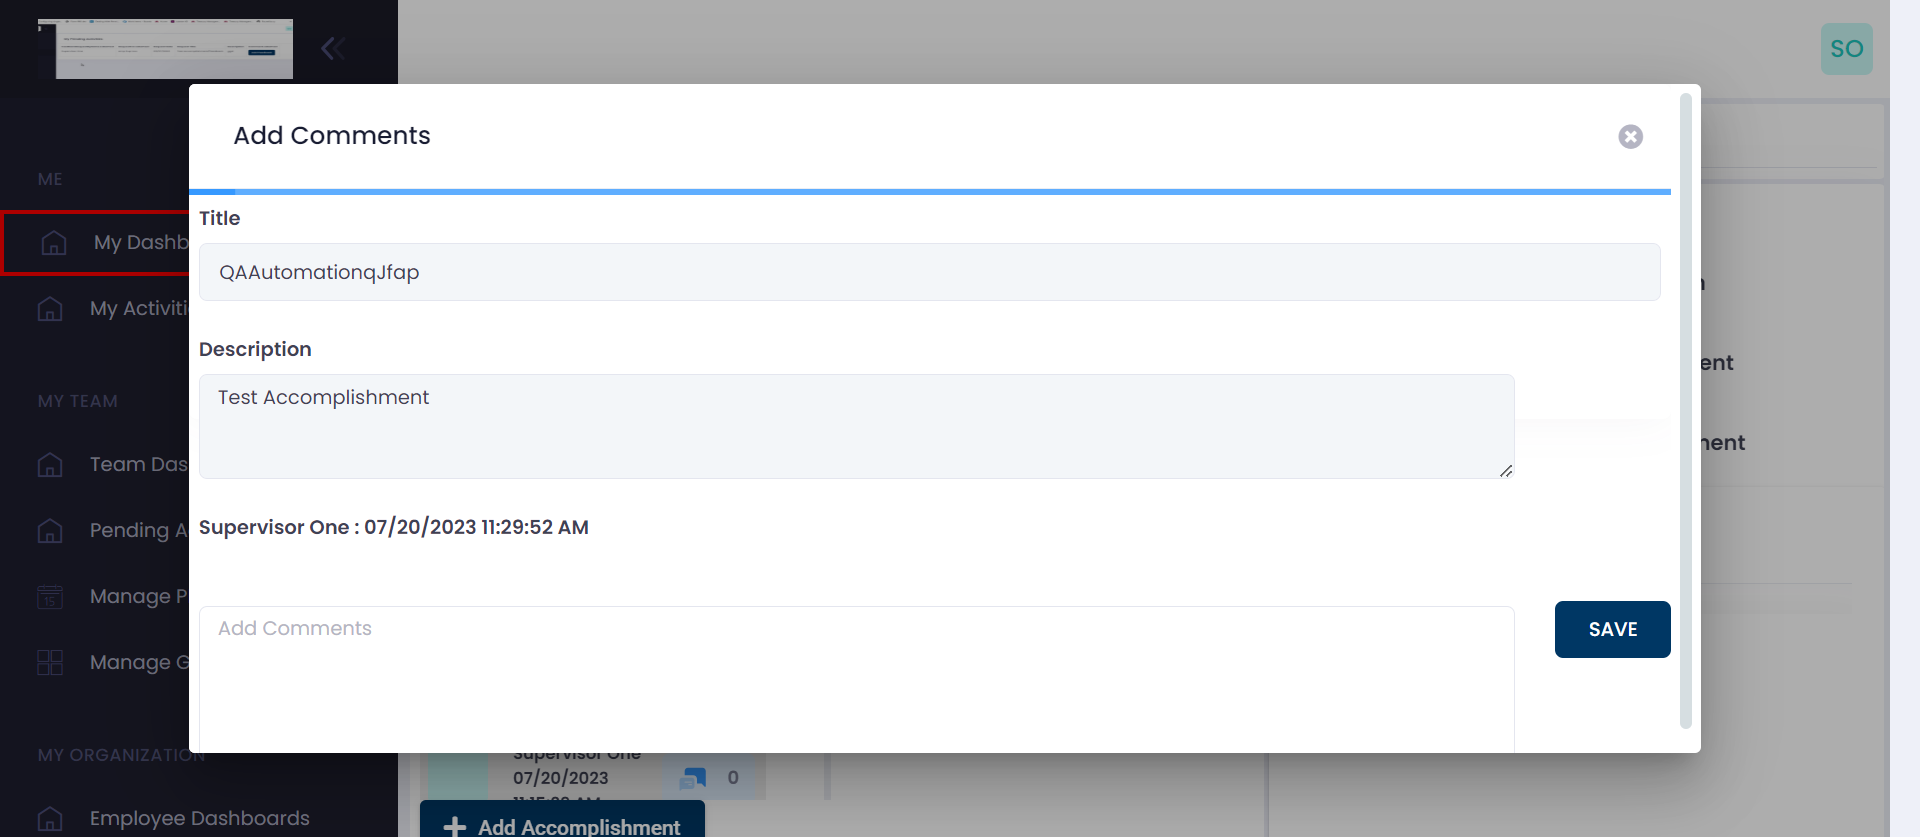 SO
Add Comments
ME
Title
My Dashb
QAAutomationqJfap
My Activiti
Description
ent
MY TEAM
Test Accomplishment
nent
Team Das
Supervisor One : 07/20/2023 11:29:52 AM
Pending A
Manage P
15
Add Comments
SAVE
Manage G
MY ORGANIZATION
Supervisor One
07/20/2023
0
Employee Dashboards
Add Accomplishment